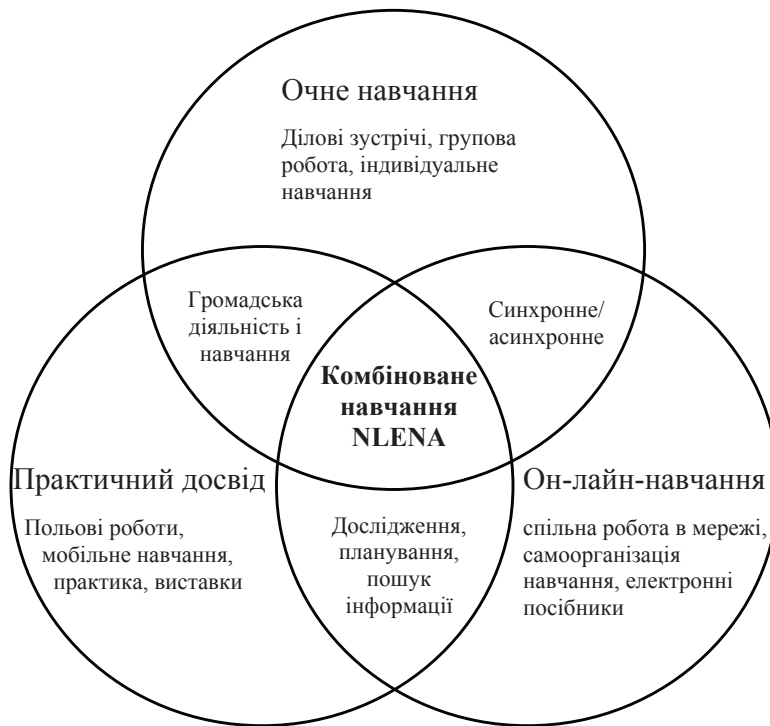 Очне навчання
Ділові зустрічі, групова
робота, індивідуальне
навчання
Громадська
діяльність і
навчання
Синхронне/
асинхронне
Комбіноване
навчання
NLENA
Практичний досвід
Польові роботи,
мобільне навчання,
практика, виставки
Дослідження,
планування,
пошук
інформації
Он-лайн-навчання
спільна робота в мережі,
самоорганізація
навчання, електронні
посібники